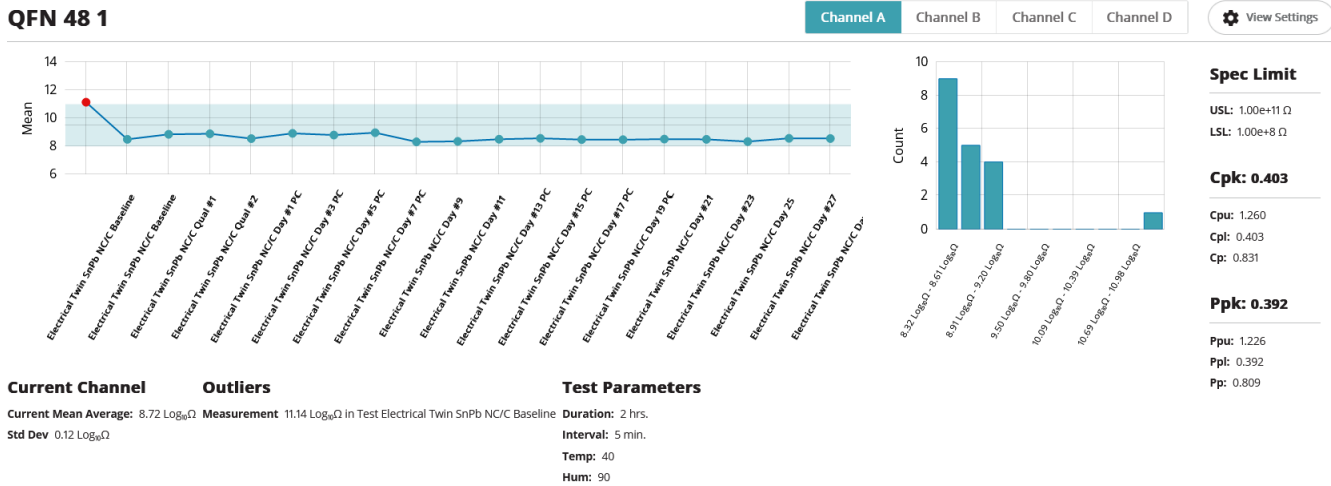 QFN 48 1
Channel A
Channel B
Channel C
Channel D
View Settings
14
12
10
8
6
Mean
Electrical Twin SnPb NC/C Baseline
Electrical Twin SnPb NC/C Baseline
Electrical Twin SnPb NC/C Qual #1
Electrical Twin SnPb NC/C Qual #2
Electrical Twin SnPb NC/C Day #1 PC
Electrical Twin SnPb NC/C Day #3 PC
Electrical Twin SnPb NC/C Day #5 PC
Electrical Twin SnPb NC/C Day #7 PC
Electrical Twin SnPb NC/C Day #9
Electrical Twin SnPb NC/C Day #11
Electrical Twin SnPb NC/C Day #13 PC
Electrical Twin SnPb NC/C Day #15 PC
Electrical Twin SnPb NC/C Day #17 PC
Electrical Twin SnPb NC/C Day 19 PC
Electrical Twin SnPb NC/C Day #21
Electrical Twin SnPb NC/C Day #23
Electrical Twin SnPb NC/C Day 25
Electrical Twin SnPb NC/C Day #27
Electrical Twin SnPb NC/C Da
10
8
6
4
2
0
Count
8.32 Log₁₀Ω - 8.61 Log₁₀Ω
8.91 Log₁₀Ω - 9.20 Log₁₀Ω
9.50 Log₁₀Ω - 9.80 Log₁₀Ω
10.09 Log₁₀Ω - 10.39 Log₁₀Ω
10.69 Log₁₀Ω - 10.98 Log₁₀Ω
Spec Limit
USL: 1.00e+11 Ω
LSL: 1.00e+8 Ω
Cpk: 0.403
Cpu: 1.260
Cpl: 0.403
Cp: 0.831
Ppk: 0.392
Ppu: 1.226
Ppl: 0.392
Pp: 0.809
Current Channel
Current Mean Average: 8.72 Log₁₀Ω
Std Dev 0.12 Log₁₀Ω
Outliers
Measurement 11.14 Log₁₀Ω in Test Electrical Twin SnPb NC/C Baseline
Test Parameters
Duration: 2 hrs.
Interval: 5 min.
Temp: 40
Hum: 90